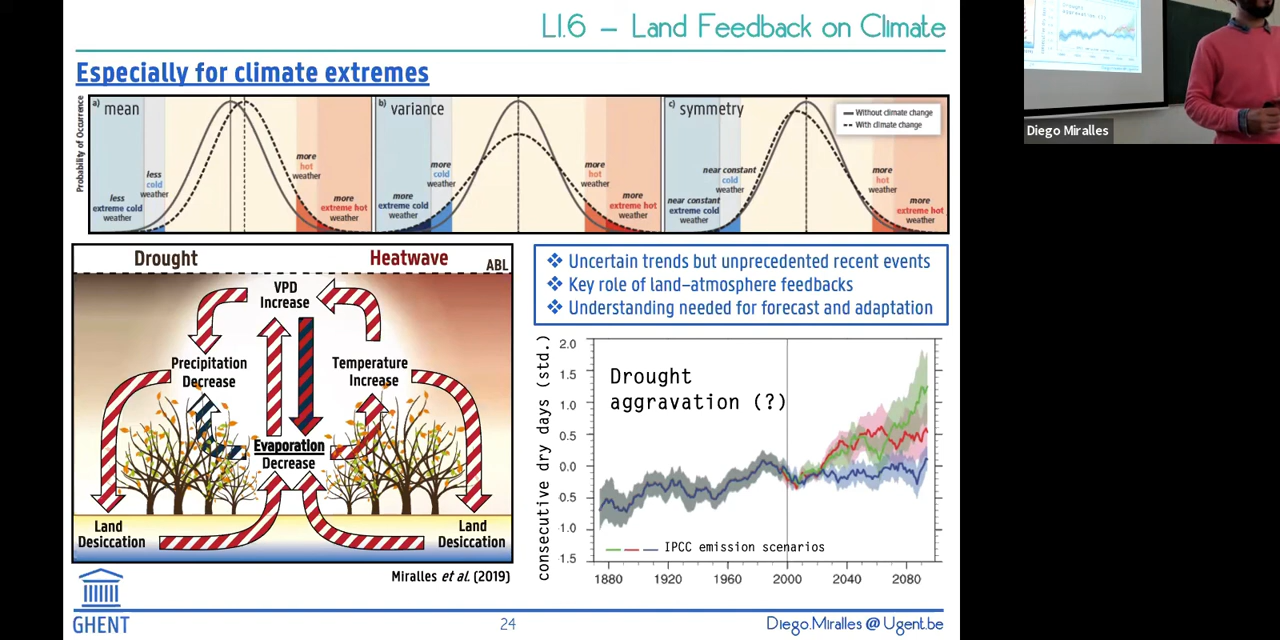 L1.6 – Land Feedback on Climate
Especially for climate extremes
Probability of Occurrence
a) mean
less
extreme cold
weather
less
cold
weather
more
hot
weather
more
extreme hot
weather
b) variance
more
extreme cold
weather
more
cold
weather
more
hot
weather
more
extreme hot
weather
c) symmetry
near constant
extreme cold
weather
near constant
cold
weather
more
hot
weather
more
extreme hot
weather
Without climate change
With climate change
Drought
Heatwave
ABL
VPD
Increase
Precipitation
Decrease
Temperature
Increase
Evaporation
Decrease
Land
Desiccation
Land
Desiccation
Miralles et al. (2019)
❖ Uncertain trends but unprecedented recent events
❖ Key role of land–atmosphere feedbacks
❖ Understanding needed for forecast and adaptation
consecutive dry days (std.)
2.0
1.5
1.0
0.5
0.0
0.5
1.0
1.5
Drought
aggravation (?)
IPCC emission scenarios
1880 1920 1960 2000 2040 2080
GHENT
24
Diego.Miralles @ Ugent.be
Diego Miralles